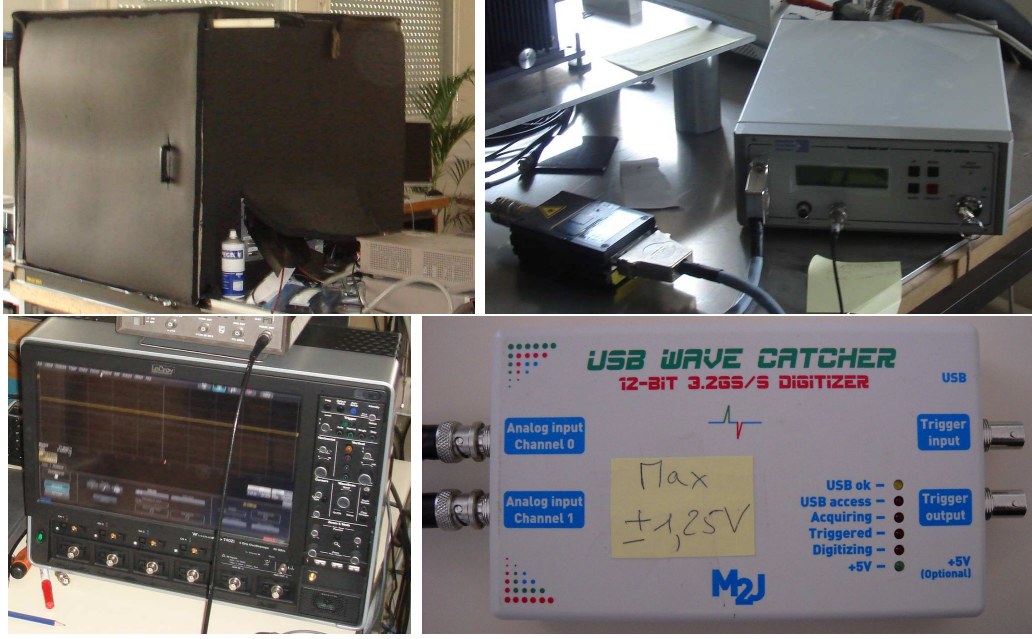 LeCroy
USB WAVE CATCHER
12-BIT 3.2GS/S DIGITIZER
USB
Analog input
Channel 0
Trigger
input
Max
± 1,25V
Analog input
Channel 1
USB ok
USB access
Acquiring
Triggered
Digitizing
+5V
Trigger
output
+5V
(Optional)
M2J